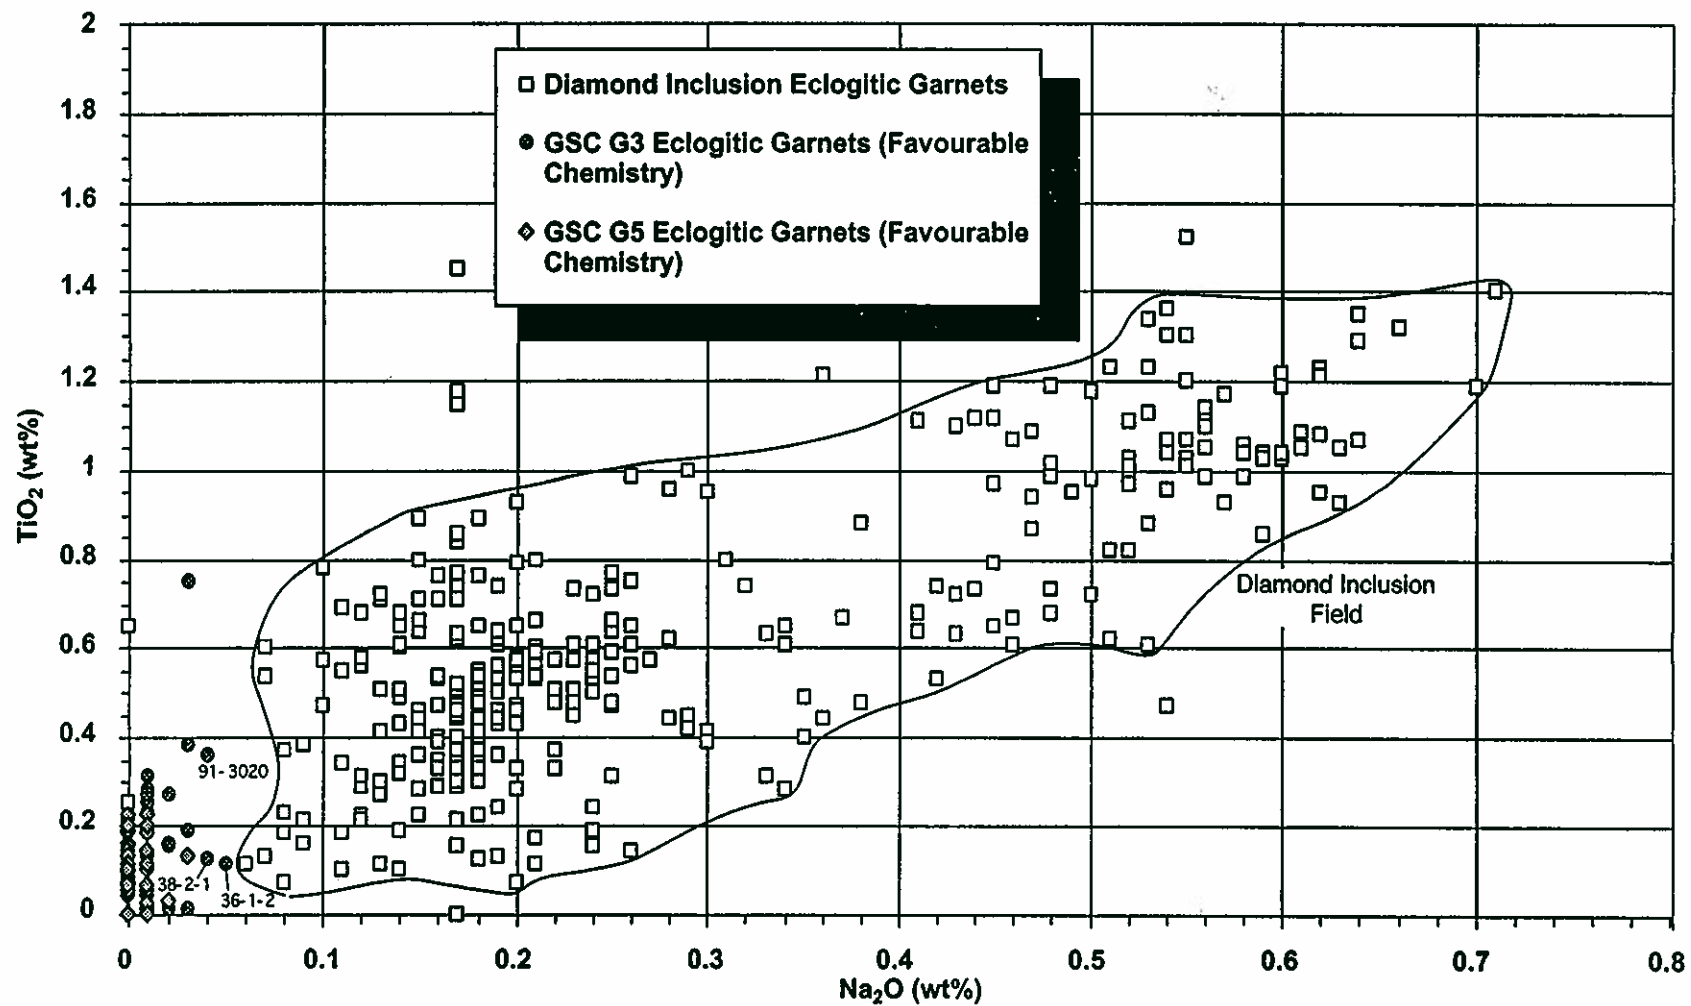 2
1.8
1.6
1.4
1.2
1
0.8
0.6
0.4
0.2
0
TiO₂ (wt%)
Diamond Inclusion Eclogitic Garnets
GSC G3 Eclogitic Garnets (Favourable
Chemistry)
GSC G5 Eclogitic Garnets (Favourable
Chemistry)
Diamond Inclusion
Field
91-3020
38-2-1
36-1-2
0 0.1 0.2 0.3 0.4 0.5 0.6 0.7 0.8
Na₂O (wt%)